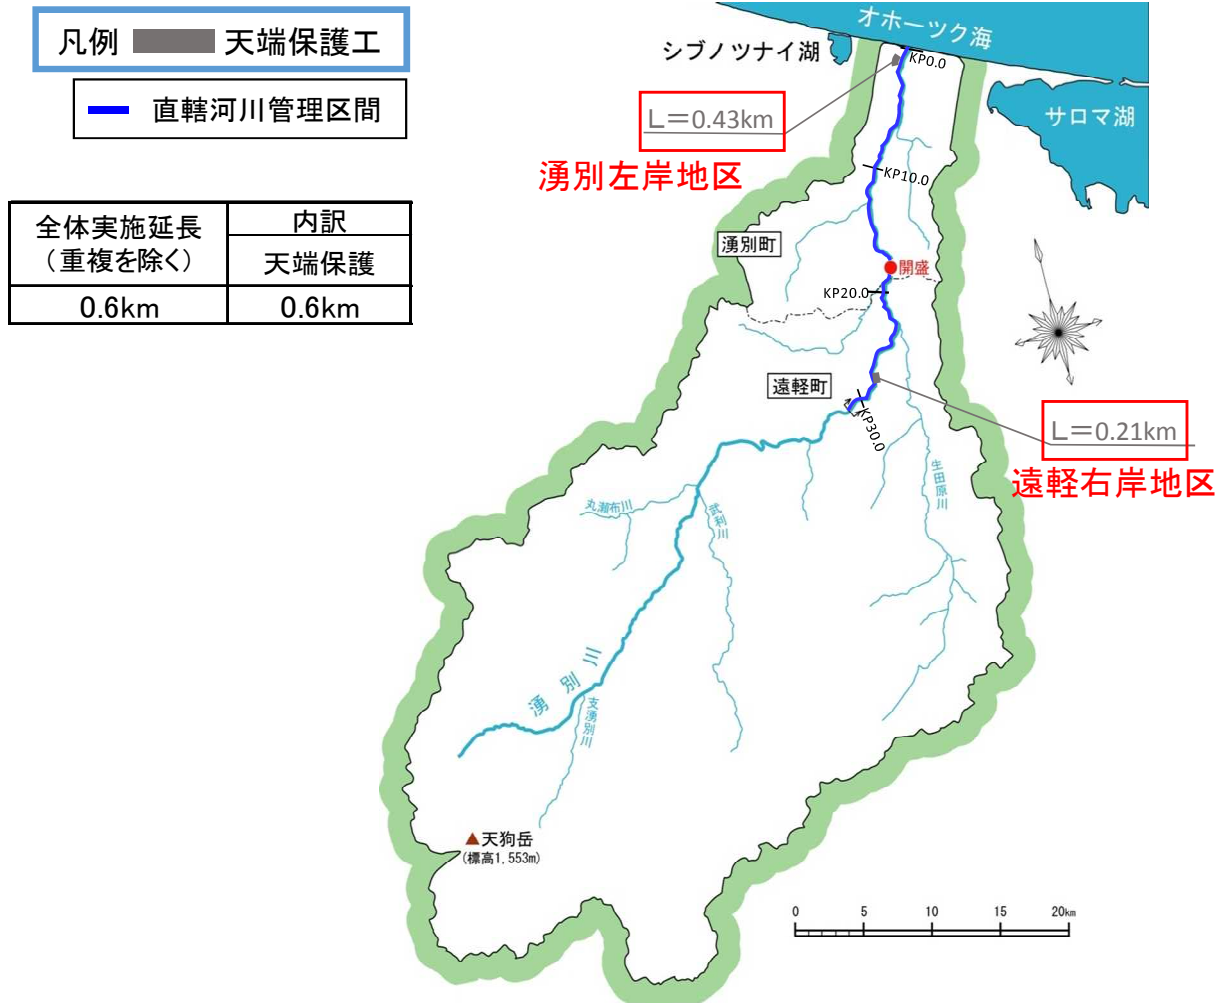 凡例 天端保護工
直轄河川管理区間
全体実施延長
(重複を除く)
内訳
天端保護
0.6km
0.6km
オホーツク海
シブノツナイ湖
KP0.0
サロマ湖
L=0.43km
湧別左岸地区
KP10.0
湧別町
開盛
KP20.0
遠軽町
KP30.0
L=0.21km
遠軽右岸地区
生田原川
丸瀬布川
武利川
湧別川
支湧別川
天狗岳
(標高1,553m)
0 5 10 15 20km